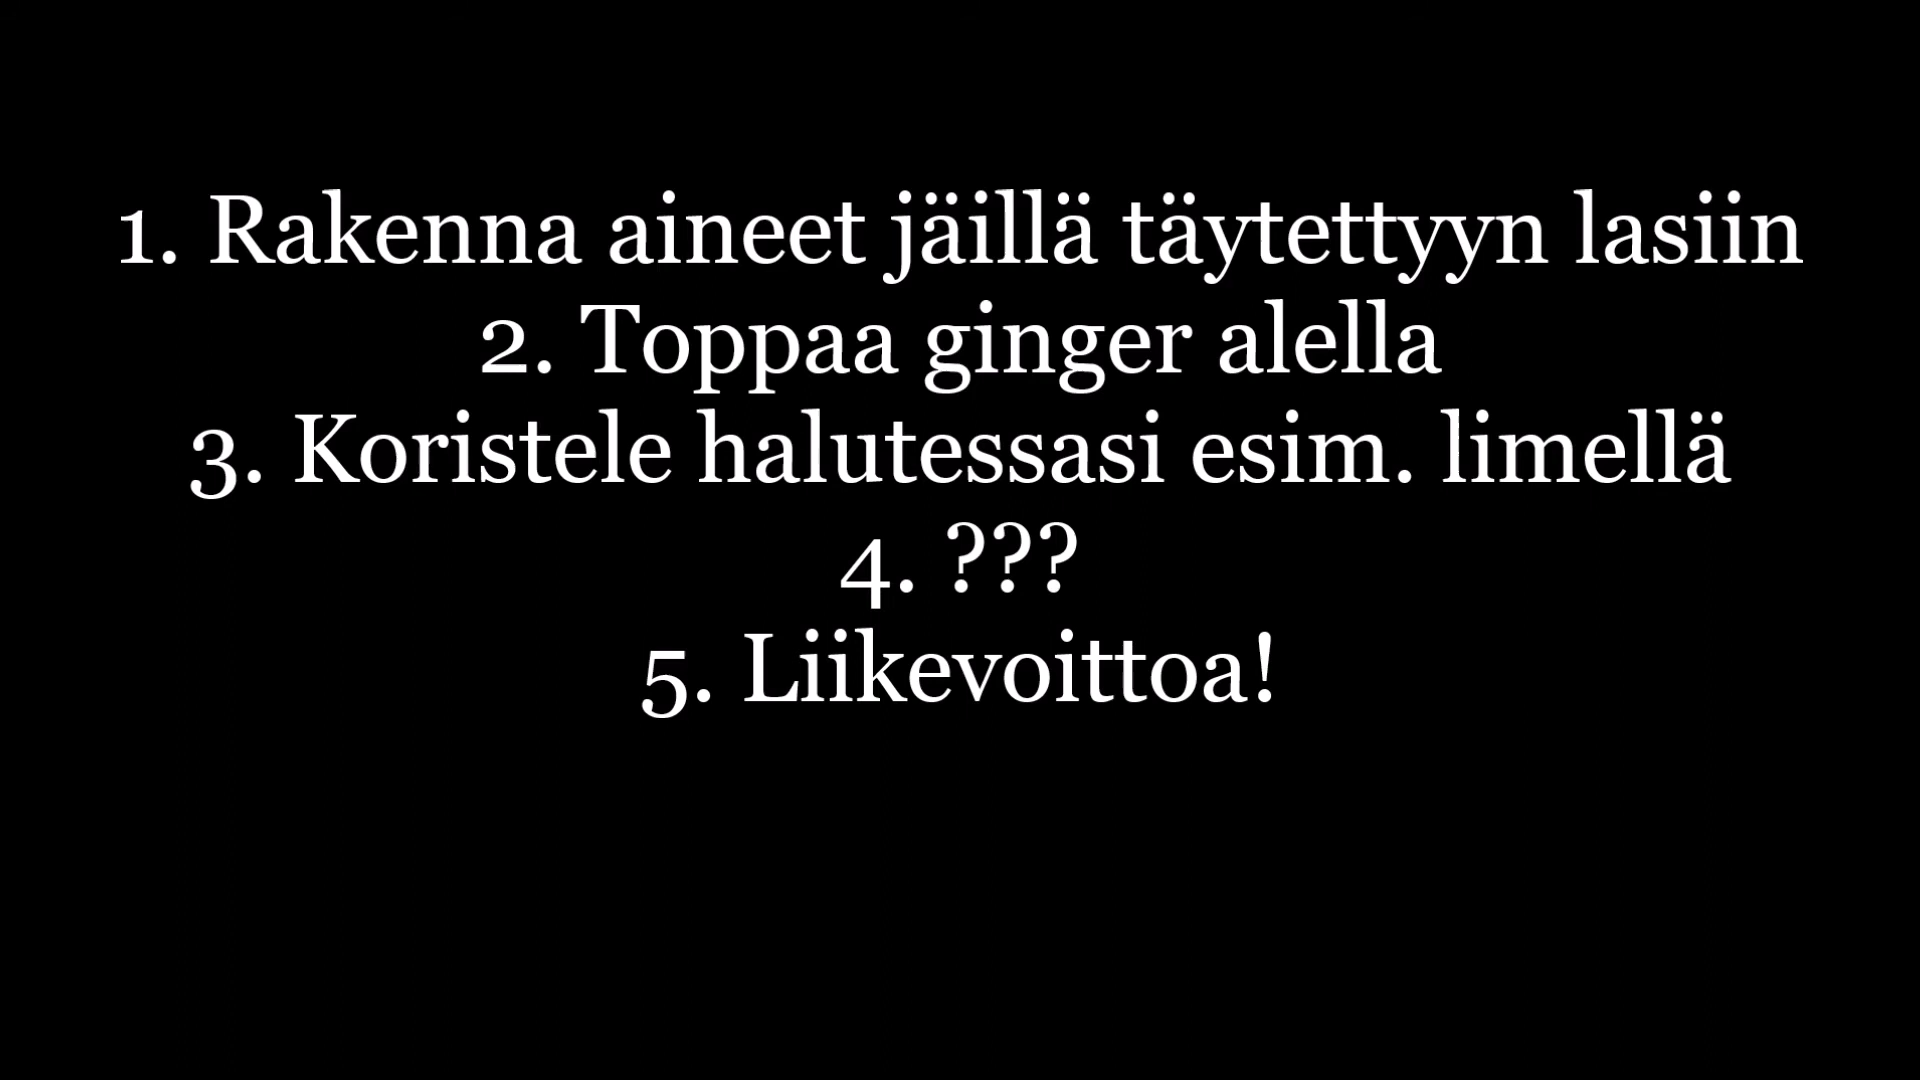 1. Rakenna aineet jäillä täytettyyn lasiin
2. Toppaa ginger alella
3. Koristele halutessasi esim. limellä
4. ???
5. Liikevoittoa!